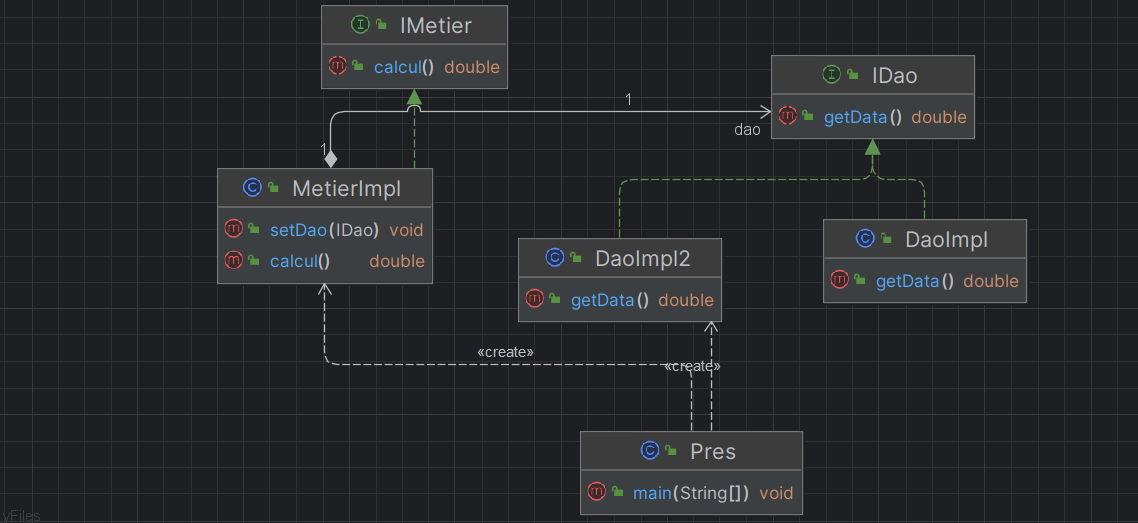 IMetier
calcul() double
IDao
getData() double
1
dao
1
MetierImpl
setDao(IDao) void
calcul() double
DaoImpl2
getData() double
DaoImpl
getData() double
«create»
«create»
Pres
main(String[]) void
yFiles